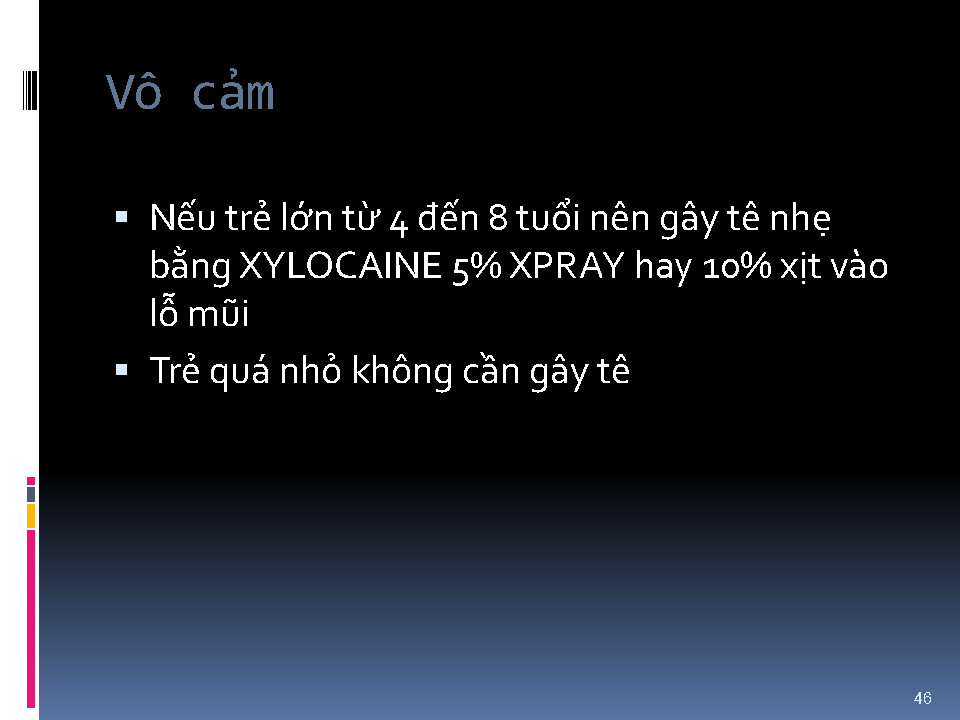 Vô cảm
Nếu trẻ lớn từ 4 đến 8 tuổi nên gây tê nhẹ
bằng XYLOCAINE 5% XPRAY hay 10% xịt vào
lỗ mũi
Trẻ quá nhỏ không cần gây tê
46